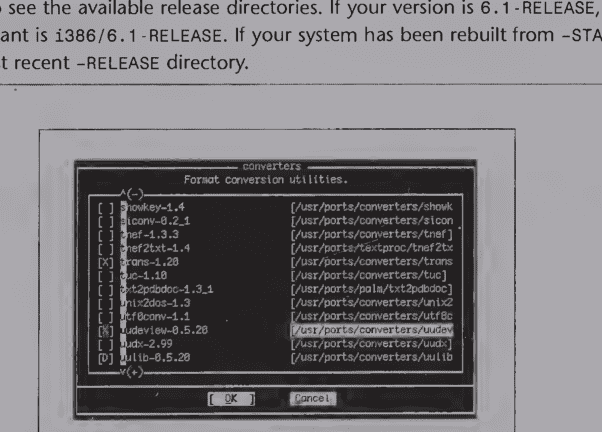 o see the available release directories. If your version is 6.1-RELEASE,
ant is i386/6.1-RELEASE. If your system has been rebuilt from -STA
t recent -RELEASE directory.
converters
Format conversion utilities.
^(-)
[ ] showkey-1.4 [/usr/ports/converters/showk
[ ] siconv-0.2_1 [/usr/ports/converters/sicon
[ ] tnef-1.3.3 [/usr/ports/converters/tnef]
[ ] tnef2txt-1.4 [/usr/ports/textproc/tnef2tx
[X] trans-1.20 [/usr/ports/converters/trans
[ ] tuc-1.10 [/usr/ports/converters/tuc]
[ ] txt2pdbdoc-1.3_1 [/usr/ports/palm/txt2pdbdoc]
[ ] unix2dos-1.3 [/usr/ports/converters/unix2
[ ] utf8conv-1.1 [/usr/ports/converters/utf8c
[X] uudeview-0.5.20 [/usr/ports/converters/uudev
[ ] uudx-2.99 [/usr/ports/converters/uudx]
[D] uulib-0.5.20 [/usr/ports/converters/uulib
v(+)
[ OK ] Cancel